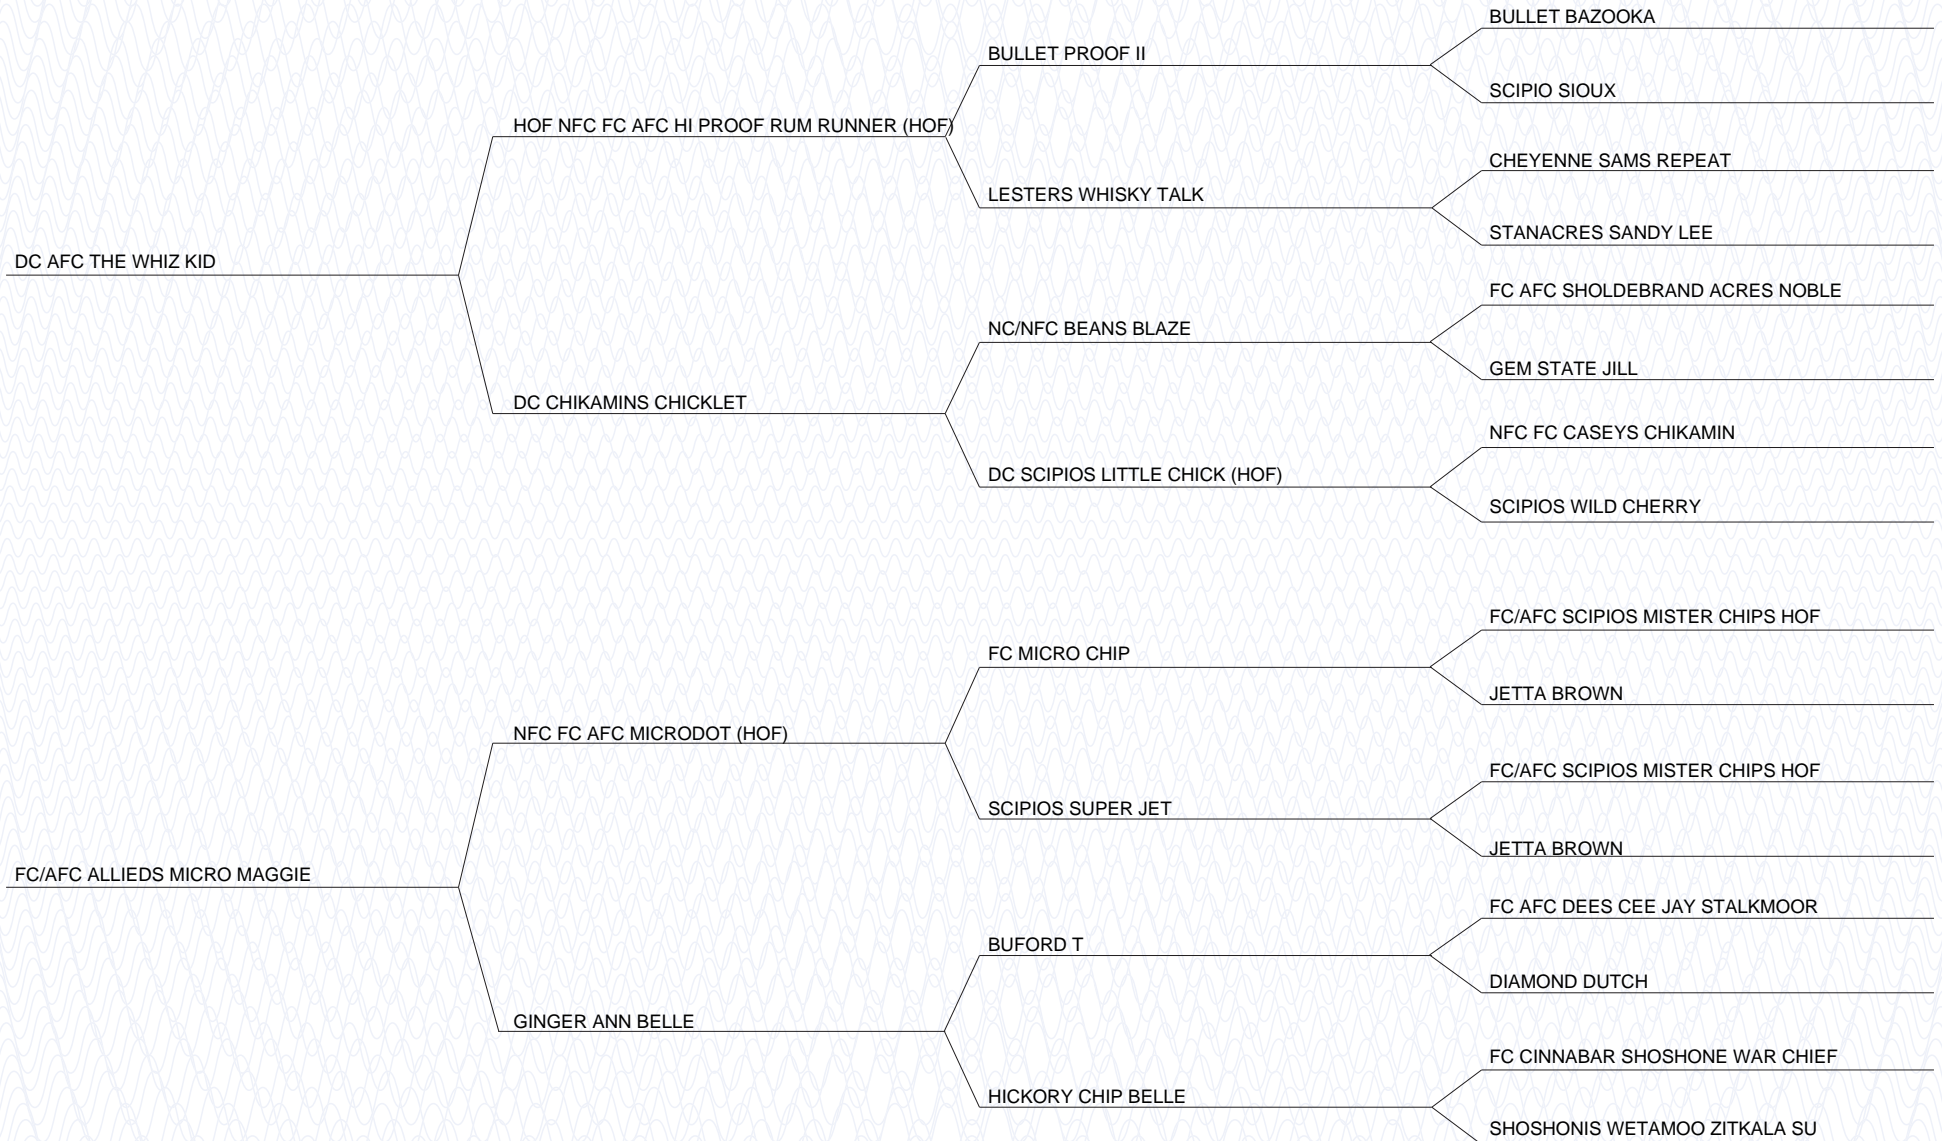 BULLET BAZOOKA
BULLET PROOF II
SCIPIO SIOUX
HOF NFC FC AFC HI PROOF RUM RUNNER (HOF)
CHEYENNE SAMS REPEAT
LESTERS WHISKY TALK
STANACRES SANDY LEE
DC AFC THE WHIZ KID
FC AFC SHOLDEBRAND ACRES NOBLE
NC/NFC BEANS BLAZE
GEM STATE JILL
DC CHIKAMINS CHICKLET
NFC FC CASEYS CHIKAMIN
DC SCIPIOS LITTLE CHICK (HOF)
SCIPIOS WILD CHERRY
FC/AFC SCIPIOS MISTER CHIPS HOF
FC MICRO CHIP
JETTA BROWN
NFC FC AFC MICRODOT (HOF)
FC/AFC SCIPIOS MISTER CHIPS HOF
SCIPIOS SUPER JET
JETTA BROWN
FC/AFC ALLIEDS MICRO MAGGIE
FC AFC DEES CEE JAY STALKMOOR
BUFORD T
DIAMOND DUTCH
GINGER ANN BELLE
FC CINNABAR SHOSHONE WAR CHIEF
HICKORY CHIP BELLE
SHOSHONIS WETAMOO ZITKALA SU